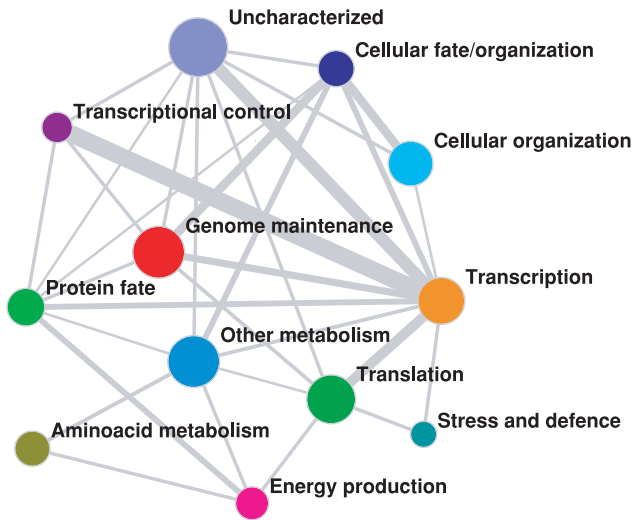 Uncharacterized
Cellular fate/organization
Transcriptional control
Cellular organization
Genome maintenance
Transcription
Protein fate
Other metabolism
Translation
Stress and defence
Aminoacid metabolism
Energy production